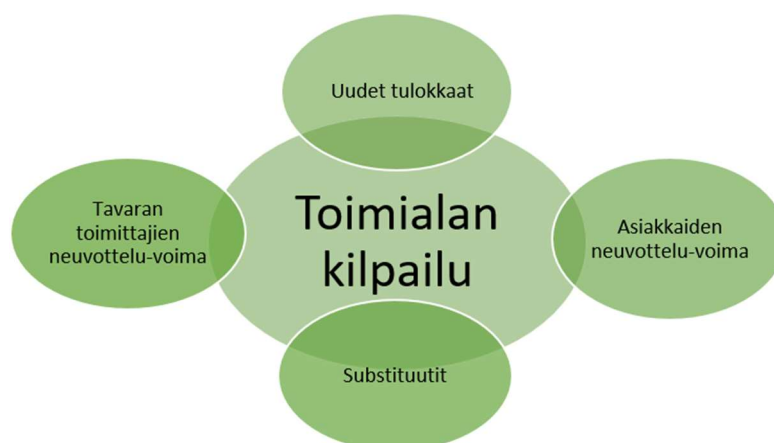 Uudet tulokkaat
Tavaran
toimittajien
neuvottelu-voima
Toimialan
kilpailu
Asiakkaiden
neuvottelu-voima
Substituutit